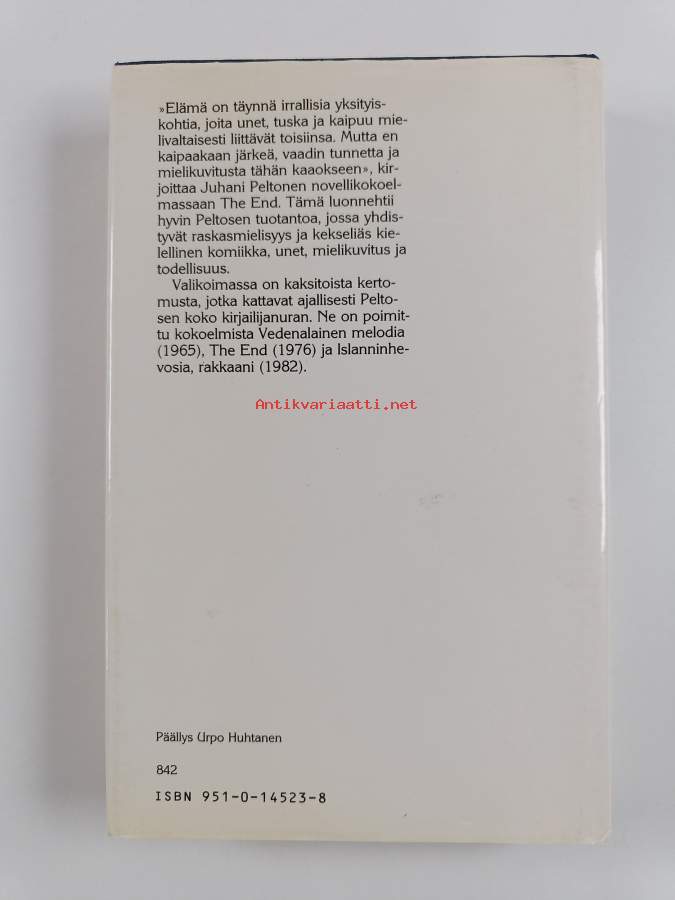 »Elämä on täynnä irrallisia yksityis-
kohtia, joita unet, tuska ja kaipuu mie-
livaltaisesti liittävät toisiinsa. Mutta en
kaipaakaan järkeä, vaadin tunnetta ja
mielikuvitusta tähän kaaokseen», kir-
joittaa Juhani Peltonen novellikokoel-
massaan The End. Tämä luonnehtii
hyvin Peltosen tuotantoa, jossa yhdis-
tyvät raskasmielisyys ja kekseliäs kie-
lellinen komiikka, unet, mielikuvitus ja
todellisuus.
Valikoimassa on kaksitoista kerto-
musta, jotka kattavat ajallisesti Pelto-
sen koko kirjailijanuran. Ne on poimit-
tu kokoelmista Vedenalainen melodia
(1965), The End (1976) ja Islanninhe-
vosia, rakkaani (1982).
Antikvariaatti.net
Päällys Urpo Huhtanen
842
ISBN 951-0-14523-8